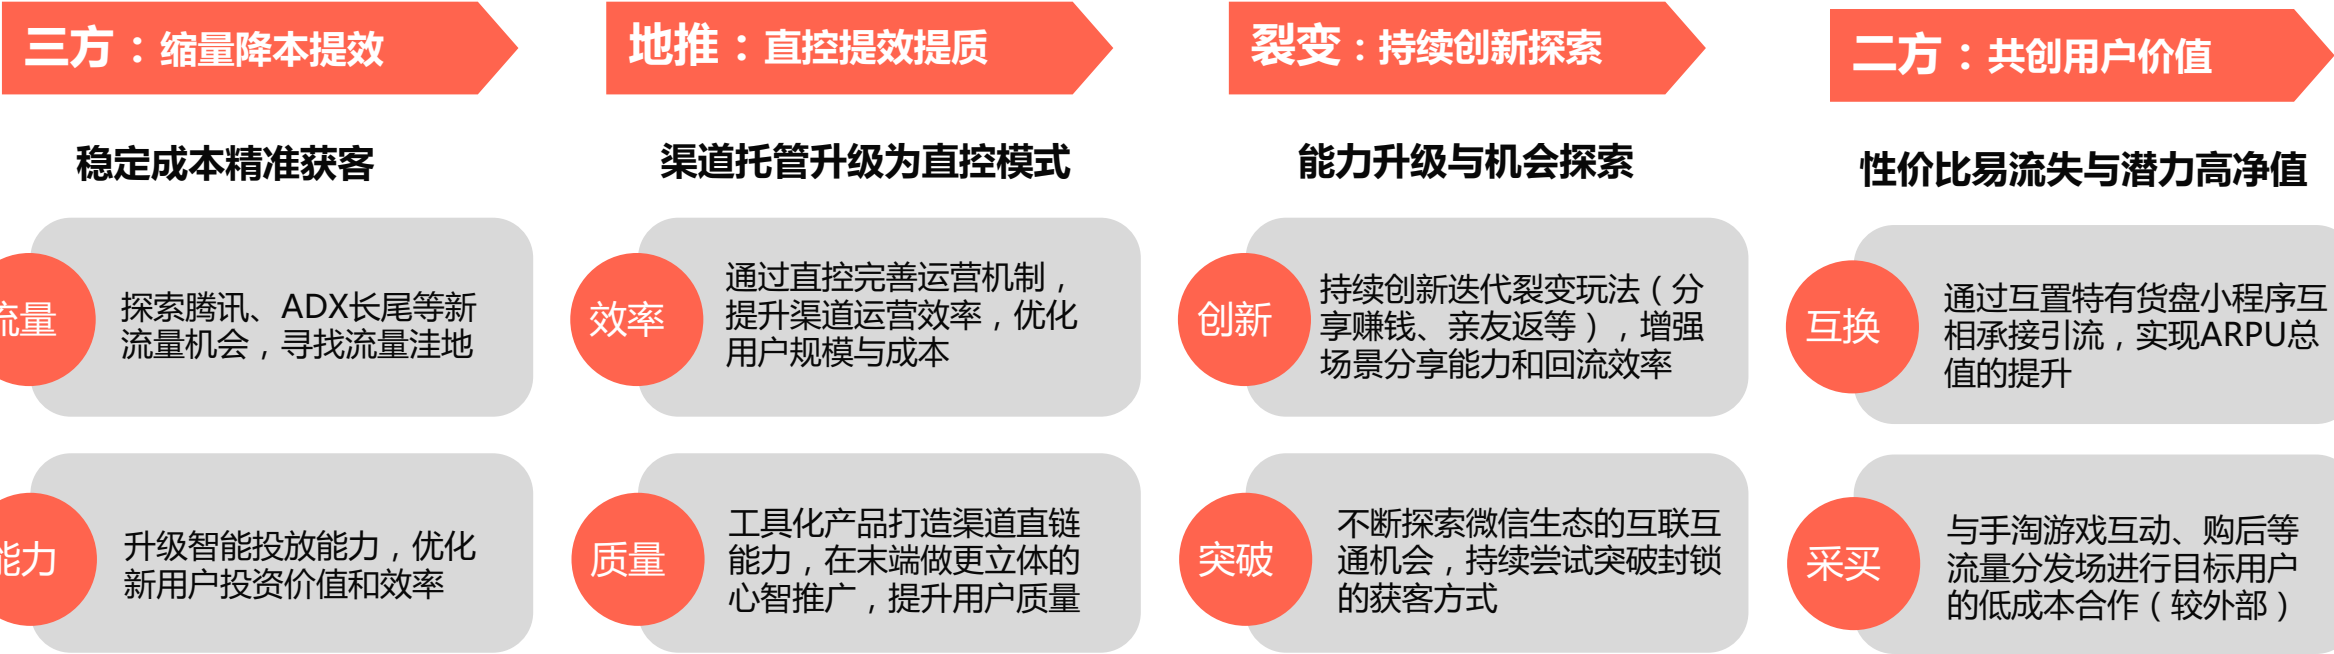 三方：缩量降本提效
稳定成本精准获客
流量
探索腾讯、ADX长尾等新
流量机会，寻找流量洼地
能力
升级智能投放能力，优化
新用户投资价值和效率
地推：直控提效提质
渠道托管升级为直控模式
效率
通过直控完善运营机制，
提升渠道运营效率，优化
用户规模与成本
质量
工具化产品打造渠道直链
能力，在末端做更立体的
心智推广，提升用户质量
裂变：持续创新探索
能力升级与机会探索
创新
持续创新迭代裂变玩法（分
享赚钱、亲友返等），增强
场景分享能力和回流效率
突破
不断探索微信生态的互联互
通机会，持续尝试突破封锁
的获客方式
二方：共创用户价值
性价比易流失与潜力高净值
互换
通过互置特有货盘小程序互
相承接引流，实现ARPU总
值的提升
采买
与手淘游戏互动、购后等
流量分发场进行目标用户
的低成本合作（较外部）